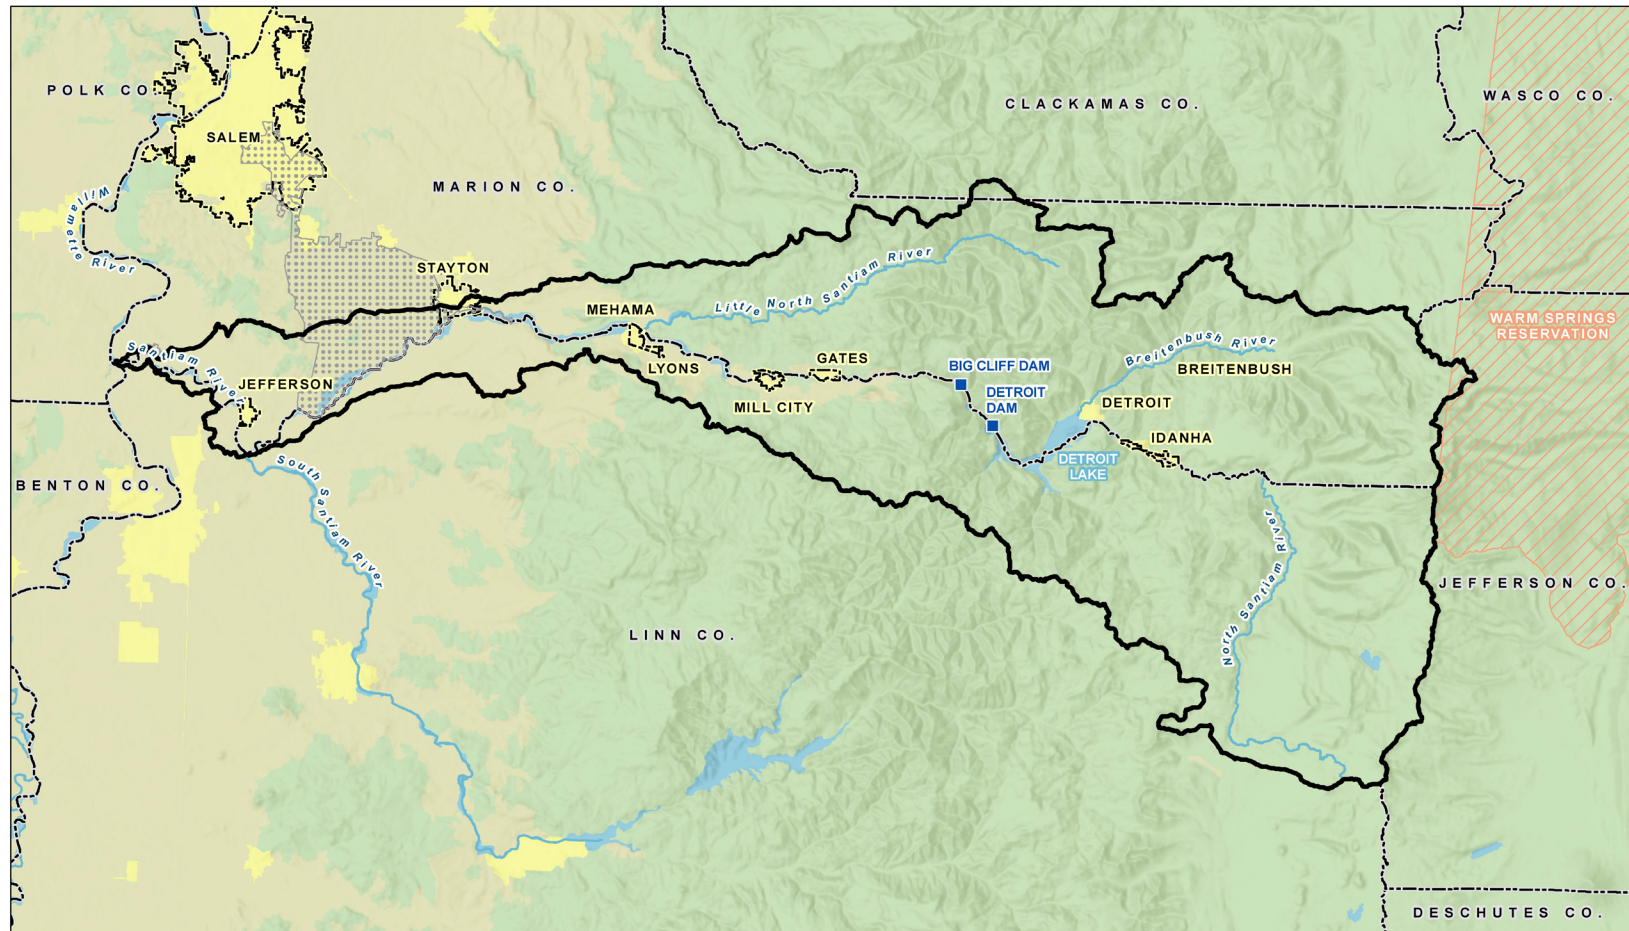 POLK CO.
CLACKAMAS CO.
WASCO CO.
SALEM
MARION CO.
Willamette River
STAYTON
Little North Santiam River
MEHAMA
WARM SPRINGS
RESERVATION
Santiam River
JEFFERSON
LYONS
GATES
MILL CITY
BIG CLIFF DAM
DETROIT
DAM
Breitenbush River
BREITENBUSH
DETROIT
IDANHA
DETROIT
LAKE
BENTON CO.
South Santiam River
North Santiam River
JEFFERSON CO.
LINN CO.
DESCHUTES CO.